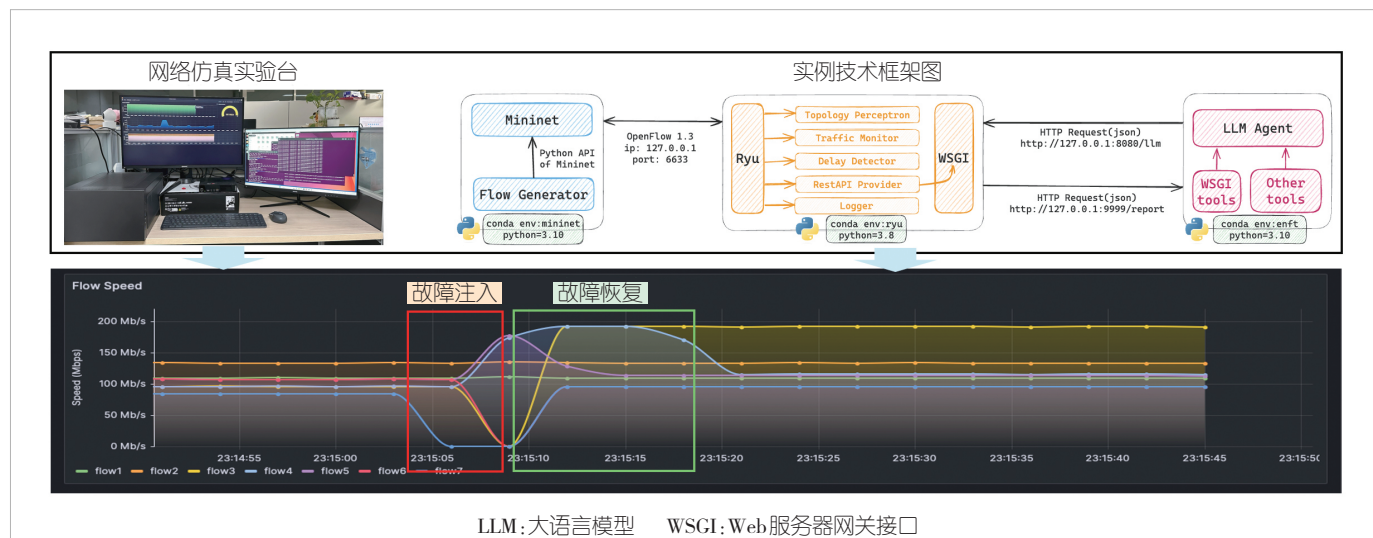 网络仿真实验台
实例技术框架图
Mininet
Python API
of Mininet
Flow Generator
conda env:mininet
python=3.10
OpenFlow 1.3
ip: 127.0.0.1
port: 6633
Ryu
Topology Perceptron
Traffic Monitor
Delay Detector
RestAPI Provider
Logger
WSGI
conda env:ryu
python=3.8
HTTP Request(json)
http://127.0.0.1:8080/llm
HTTP Request(json)
http://127.0.0.1:9999/report
LLM Agent
WSGI
tools
Other
tools
conda env:enft
python=3.10
Flow Speed
故障注入
故障恢复
Speed (Mbps)
200 Mb/s
150 Mb/s
100 Mb/s
50 Mb/s
0 Mb/s
23:14:55 23:15:00 23:15:05 23:15:10 23:15:15 23:15:20 23:15:25 23:15:30 23:15:35 23:15:40 23:15:45 23:15:50
flow1 flow2 flow3 flow4 flow5 flow6 flow7
LLM:大语言模型 WSGI:Web服务器网关接口